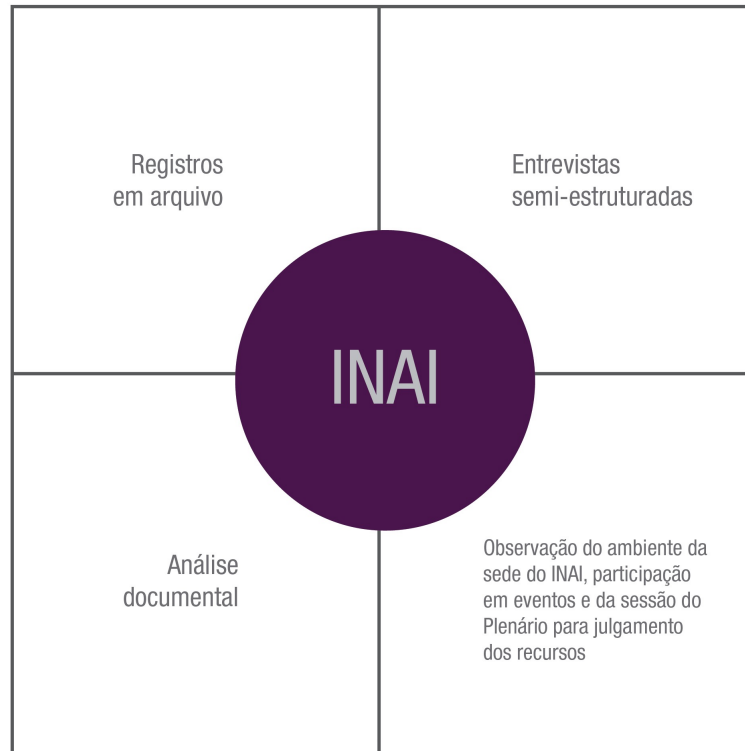 Registros
em arquivo
Entrevistas
semi-estruturadas
INAI
Análise
documental
Observação do ambiente da
sede do INAI, participação
em eventos e da sessão do
Plenário para julgamento
dos recursos